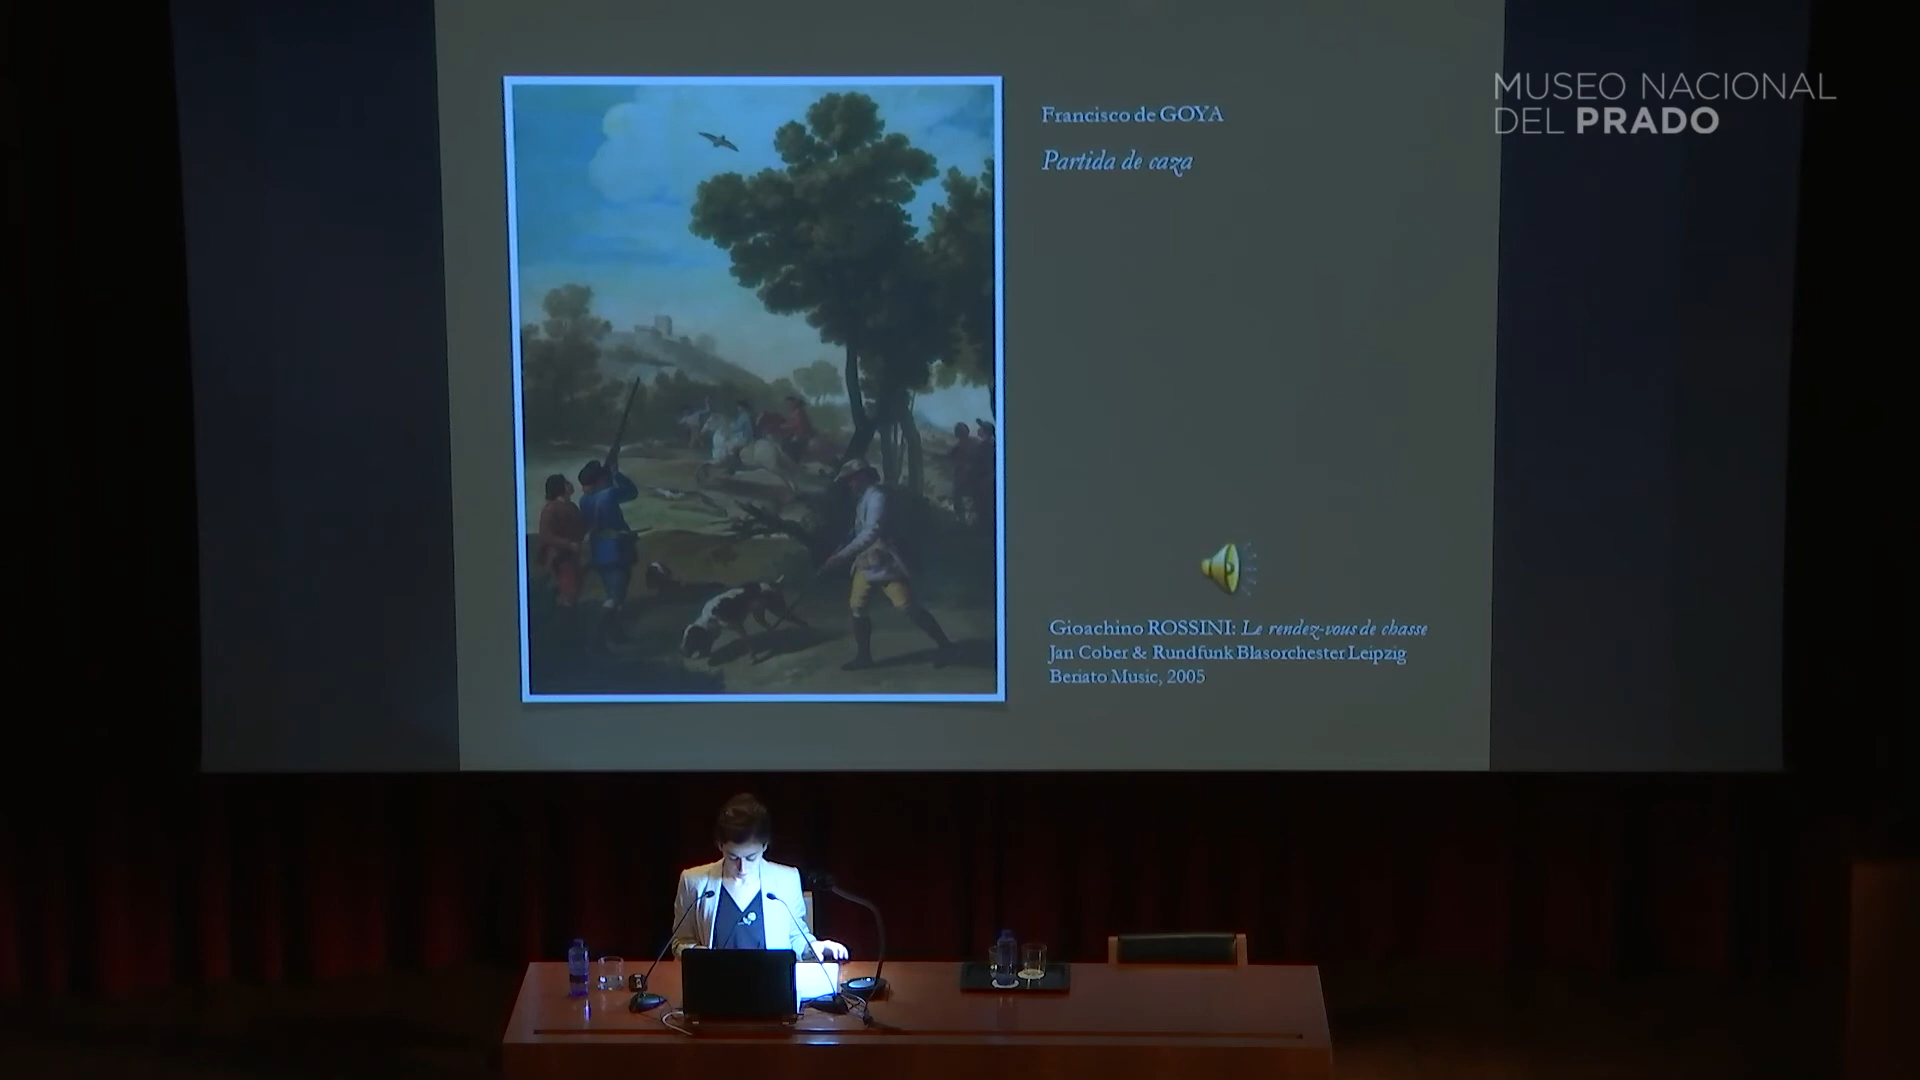 Francisco de GOYA
Partida de caza
MUSEO NACIONAL
DEL PRADO
Gioachino ROSSINI: Le rendez-vous de chasse
Jan Cober & Rundfunk Blasorchester Leipzig
Beriato Music, 2005